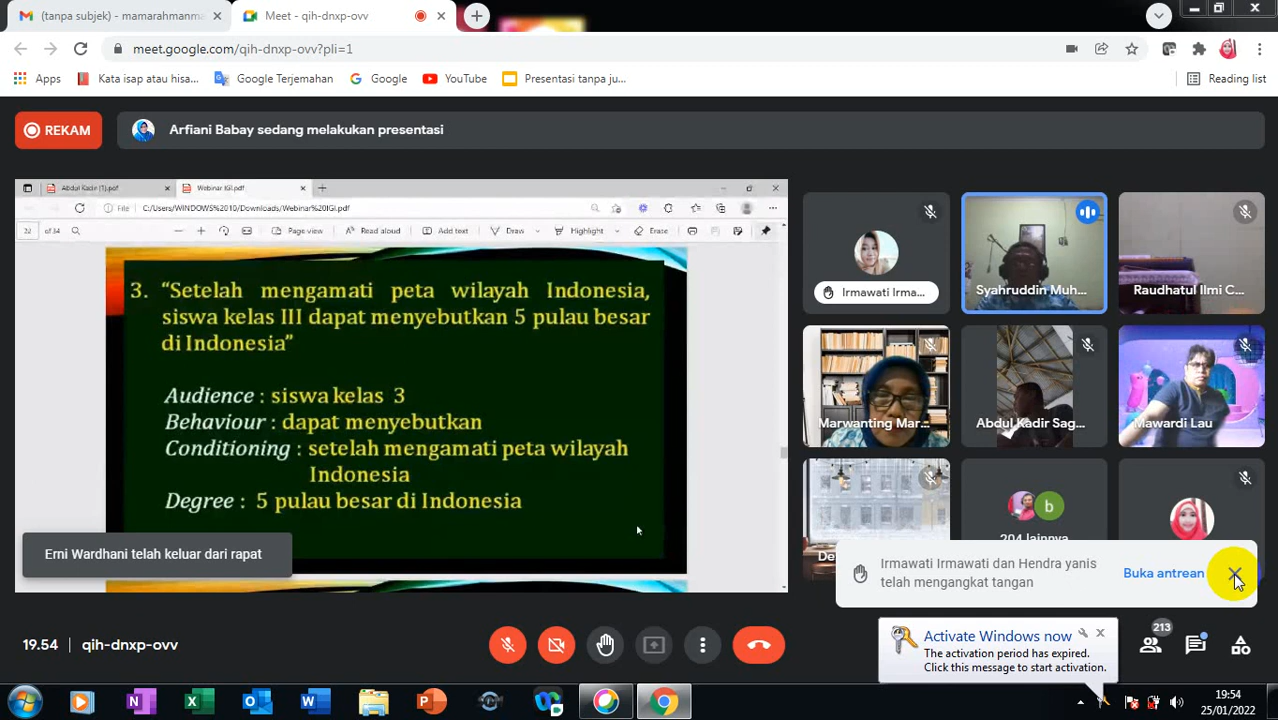 (tanpa subjek) - mamarahmanma
Meet - qih-dnxp-ovv
meet.google.com/qih-dnxp-ovv?pli=1
Apps
Kata isap atau hisa...
Google Terjemahan
Google
YouTube
Presentasi tanpa ju...
Reading list
REKAM
Arfiani Babay sedang melakukan presentasi
Abdul Kadir (1).pdf
Webinar IGI.pdf
File
C:/Users/WINDOWS%2010/Downloads/Webinar%20IGI.pdf
22 of 34
Page view
Read aloud
Add text
Draw
Highlight
Erase
3. "Setelah mengamati peta wilayah Indonesia,
siswa kelas III dapat menyebutkan 5 pulau besar
di Indonesia"
Audience : siswa kelas 3
Behaviour : dapat menyebutkan
Conditioning : setelah mengamati peta wilayah
Indonesia
Degree : 5 pulau besar di Indonesia
Erni Wardhani telah keluar dari rapat
Irmawati Irma...
Syahruddin Muh...
Raudhatul Ilmi C...
Marwanting Mar...
Abdul Kadir Sag...
Mawardi Lau
b
204 lainnya
De
Irmawati Irmawati dan Hendra yanis
telah mengangkat tangan
Buka antrean
19.54
qih-dnxp-ovv
213
Activate Windows now
The activation period has expired.
Click this message to start activation.
19:54
25/01/2022